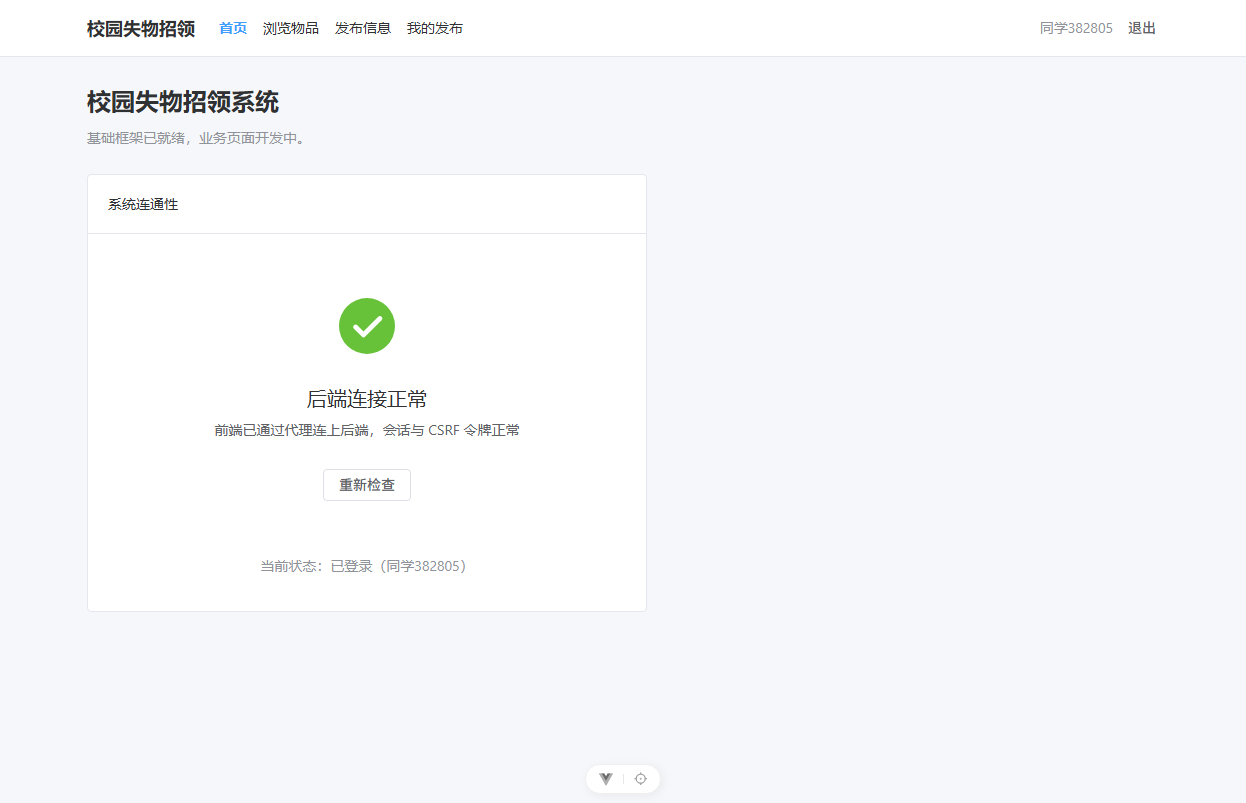 校园失物招领 首页 浏览物品 发布信息 我的发布 同学382805 退出
校园失物招领系统
基础框架已就绪，业务页面开发中。
系统连通性
后端连接正常
前端已通过代理连上后端，会话与 CSRF 令牌正常
重新检查
当前状态：已登录（同学382805）